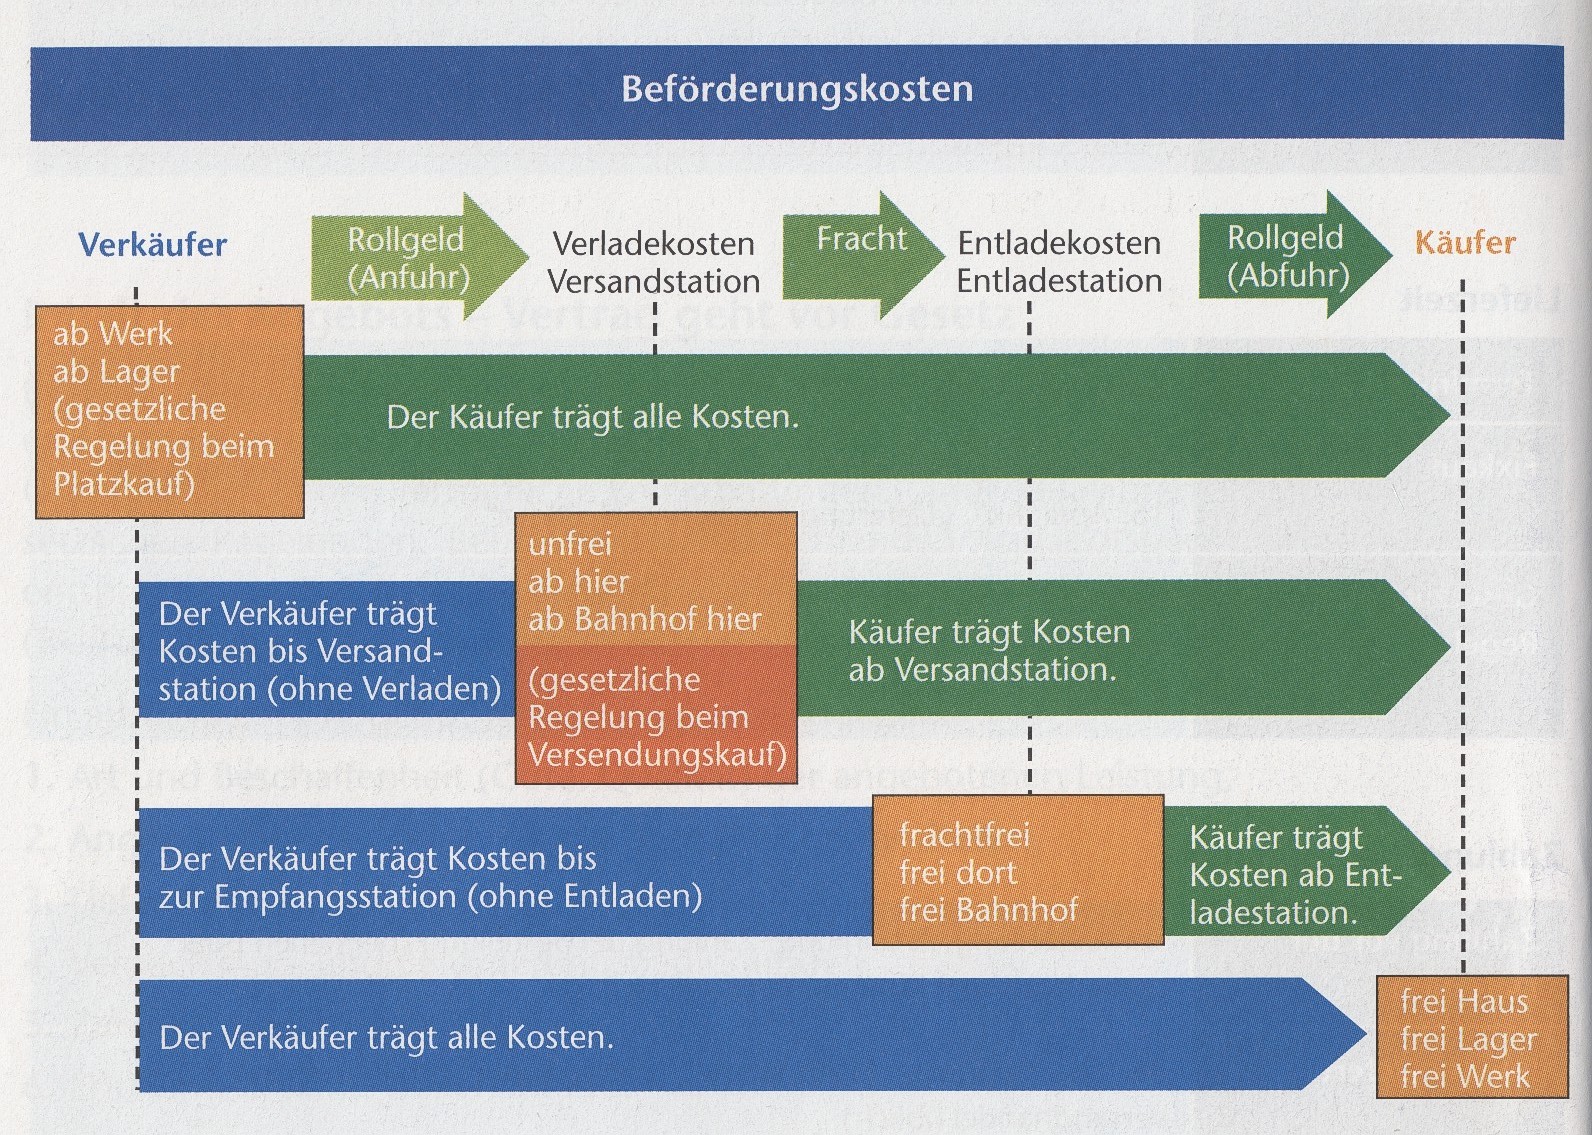 Beförderungskosten
Verkäufer
Rollgeld
(Anfuhr)
Verladekosten
Versandstation
Fracht
Entladekosten
Entladestation
Rollgeld
(Abfuhr)
Käufer
ab Werk
ab Lager
(gesetzliche
Regelung beim
Platzkauf)
Der Käufer trägt alle Kosten.
Der Verkäufer trägt
Kosten bis Versand-
station (ohne Verladen)
unfrei
ab hier
ab Bahnhof hier
(gesetzliche
Regelung beim
Versendungskauf)
Käufer trägt Kosten
ab Versandstation.
Der Verkäufer trägt Kosten bis
zur Empfangsstation (ohne Entladen)
frachtfrei
frei dort
frei Bahnhof
Käufer trägt
Kosten ab Ent-
ladestation.
Der Verkäufer trägt alle Kosten.
frei Haus
frei Lager
frei Werk